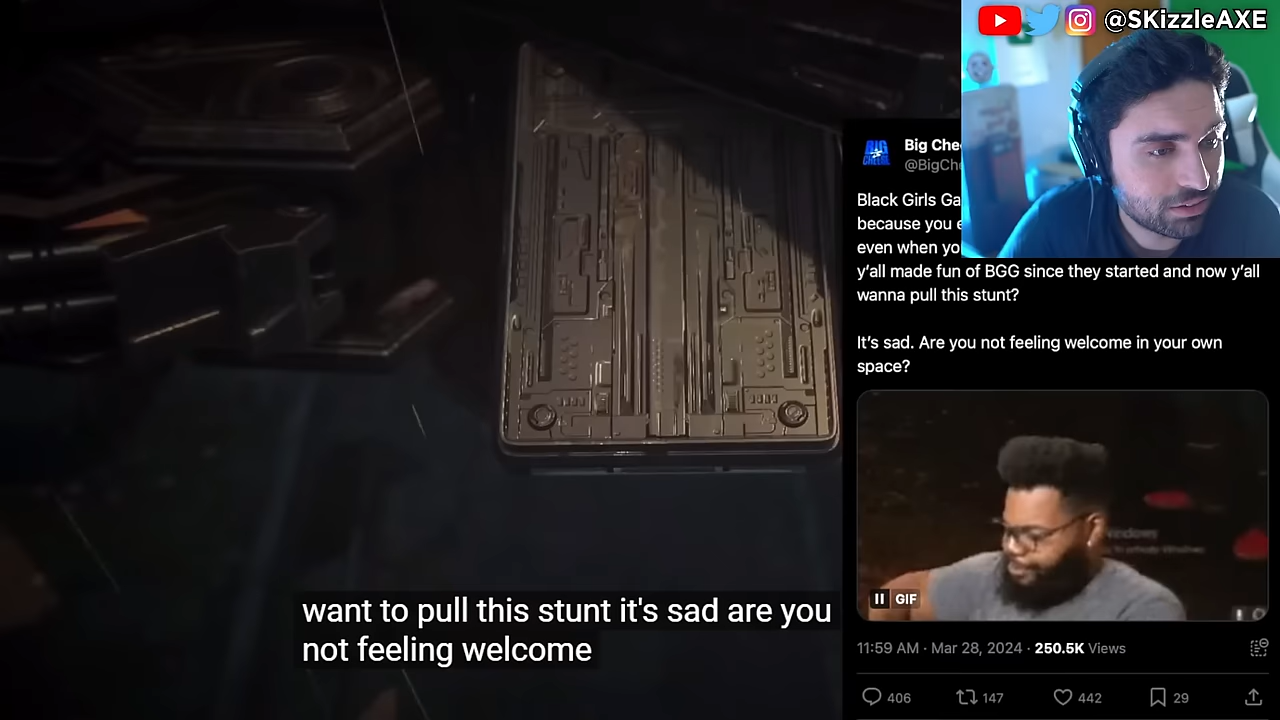 @SKizzleAXE
Big
@BigChe
Black Girls Ga
because you
even when yo
y'all made fun of BGG since they started and now y'all
wanna pull this stunt?
It's sad. Are you not feeling welcome in your own
space?
GIF
11:59 AM · Mar 28, 2024 · 250.5K Views
406 147 442 29
want to pull this stunt it's sad are you
not feeling welcome